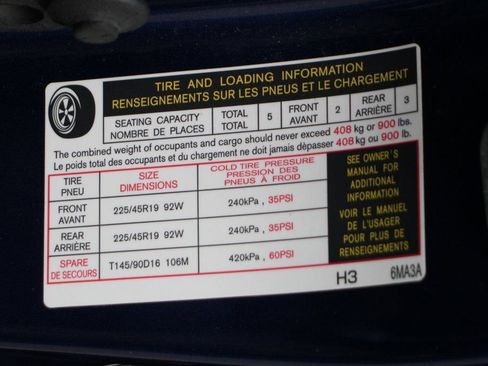 TIRE AND LOADING INFORMATION
RENSEIGNEMENTS SUR LES PNEUS ET LE CHARGEMENT
SEATING CAPACITY TOTAL 5 FRONT 2 REAR 3
NOMBRE DE PLACES TOTAL AVANT ARRIÈRE
The combined weight of occupants and cargo should never exceed 408 kg or 900 lbs.
Le poids total des occupants et du chargement ne doit jamais dépasser 408 kg ou 900 lb.
TIRE SIZE COLD TIRE PRESSURE
PNEU DIMENSIONS PRESSION DES PNEUS À FROID
FRONT AVANT 225/45R19 92W 240kPa , 35PSI
REAR ARRIÈRE 225/45R19 92W 240kPa , 35PSI
SPARE DE SECOURS T145/90D16 106M 420kPa , 60PSI
SEE OWNER'S
MANUAL FOR
ADDITIONAL
INFORMATION
VOIR LE MANUEL
DE L'USAGER
POUR PLUS DE
RENSEIGNEMENTS
H3 6MA3A